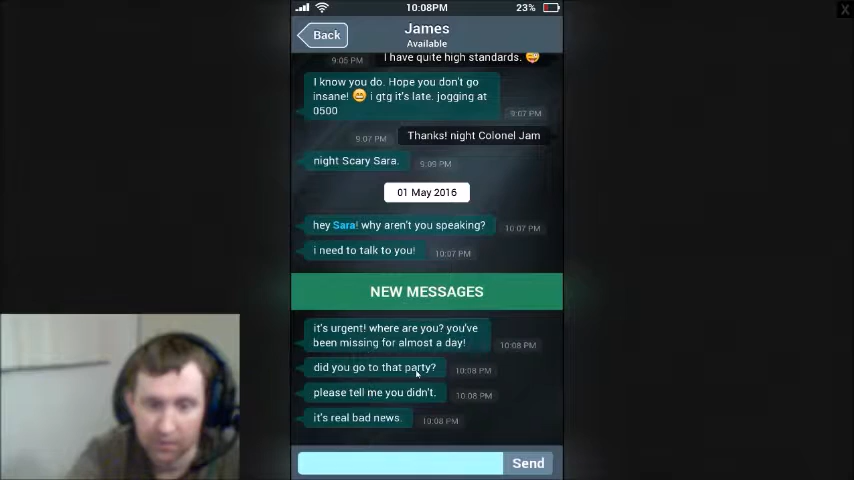 10:08PM
23%
X
Back
James
Available
9:05 PM
I have quite high standards.
I know you do. Hope you don't go
insane! i gtg it's late. jogging at
0500
9:07 PM
9:07 PM
Thanks! night Colonel Jam
night Scary Sara.
9:09 PM
01 May 2016
hey Sara! why aren't you speaking?
10:07 PM
i need to talk to you!
10:07 PM
NEW MESSAGES
it's urgent! where are you? you've
been missing for almost a day!
10:08 PM
did you go to that party?
10:08 PM
please tell me you didn't.
10:08 PM
it's real bad news.
10:08 PM
Send